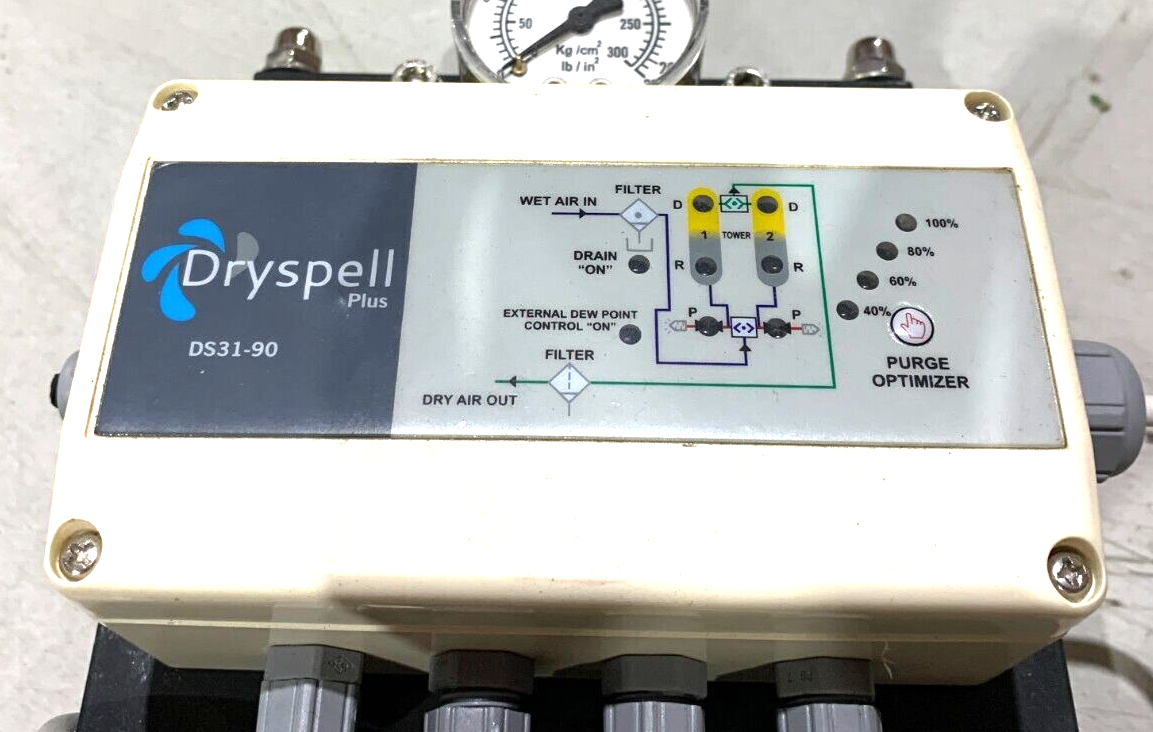 50
250
Kg/cm² 300
lb/in²
Dryspell
Plus
DS31-90
FILTER
WET AIR IN
D
D
1 TOWER 2
DRAIN
"ON"
R
R
EXTERNAL DEW POINT
CONTROL "ON"
P
P
FILTER
DRY AIR OUT
100%
80%
60%
40%
PURGE
OPTIMIZER